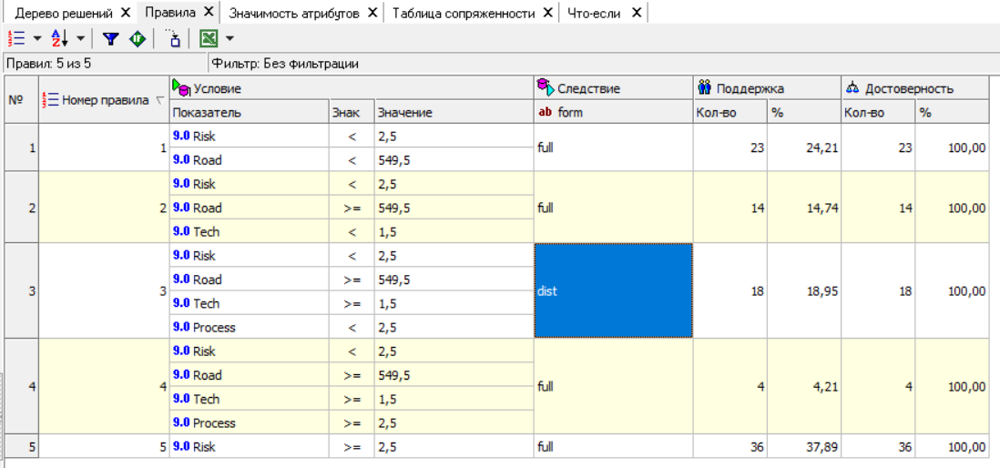 Дерево решений X Правила X Значимость атрибутов X Таблица сопряженности X Что-если X
Правил: 5 из 5 Фильтр: Без фильтрации
№ Номер правила Условие Следствие Поддержка Достоверность
Показатель Знак Значение ab form Кол-во % Кол-во %
1 1 9.0 Risk < 2,5 full 23 24,21 23 100,00
9.0 Road < 549,5
2 2 9.0 Risk < 2,5 full 14 14,74 14 100,00
9.0 Road >= 549,5
9.0 Tech < 1,5
3 3 9.0 Risk < 2,5 dist 18 18,95 18 100,00
9.0 Road >= 549,5
9.0 Tech >= 1,5
9.0 Process < 2,5
4 4 9.0 Risk < 2,5 full 4 4,21 4 100,00
9.0 Road >= 549,5
9.0 Tech >= 1,5
9.0 Process >= 2,5
5 5 9.0 Risk >= 2,5 full 36 37,89 36 100,00